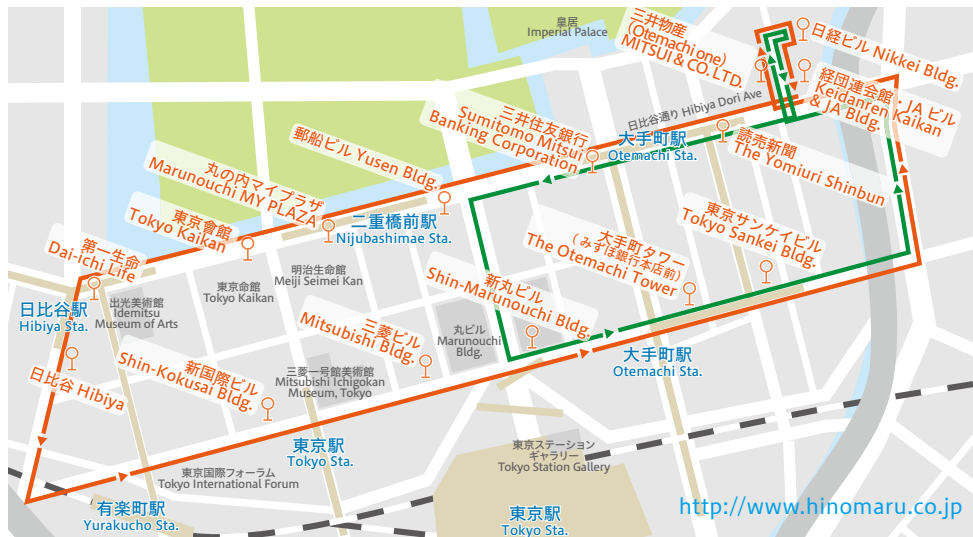 皇居
Imperial Palace
三井物産
（Otemachi one）
MITSUI & CO. LTD.
日経ビル Nikkei Bldg.
経団連会館・JA ビル
Keidanren Kaikan
& JA Bldg.
日比谷通り Hibiya Dori Ave
三井住友銀行
Sumitomo Mitsui
Banking Corporation
大手町駅
Otemachi Sta.
読売新聞
The Yomiuri Shinbun
郵船ビル Yusen Bldg.
丸の内マイプラザ
Marunouchi MY PLAZA
二重橋前駅
Nijubashimae Sta.
東京會館
Tokyo Kaikan
第一生命
Dai-ichi Life
東京サンケイビル
Tokyo Sankei Bldg.
大手町タワー
（みずほ銀行本店前）
The Otemachi Tower
新丸ビル
Shin-Marunouchi Bldg.
明治生命館
Meiji Seimei Kan
東京會館
Tokyo Kaikan
出光美術館
Idemitsu
Museum of Arts
日比谷駅
Hibiya Sta.
三菱ビル
Mitsubishi Bldg.
丸ビル
Marunouchi
Bldg.
大手町駅
Otemachi Sta.
日比谷 Hibiya
新国際ビル
Shin-Kokusai Bldg.
三菱一号館美術館
Mitsubishi Ichigokan
Museum, Tokyo
東京駅
Tokyo Sta.
東京国際フォーラム
Tokyo International Forum
東京ステーション
ギャラリー
Tokyo Station Gallery
有楽町駅
Yurakucho Sta.
東京駅
Tokyo Sta.
http://www.hinomaru.co.jp